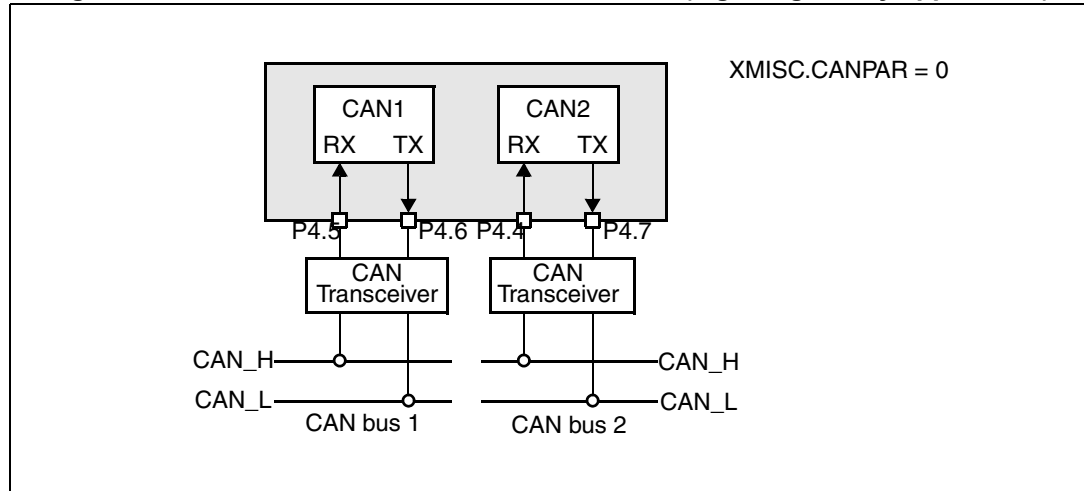 XMISC.CANPAR = 0
CAN1 CAN2
RX TX RX TX
P4.5 P4.6 P4.4 P4.7
CAN CAN
Transceiver Transceiver
CAN_H CAN_H
CAN_L CAN_L
CAN bus 1 CAN bus 2